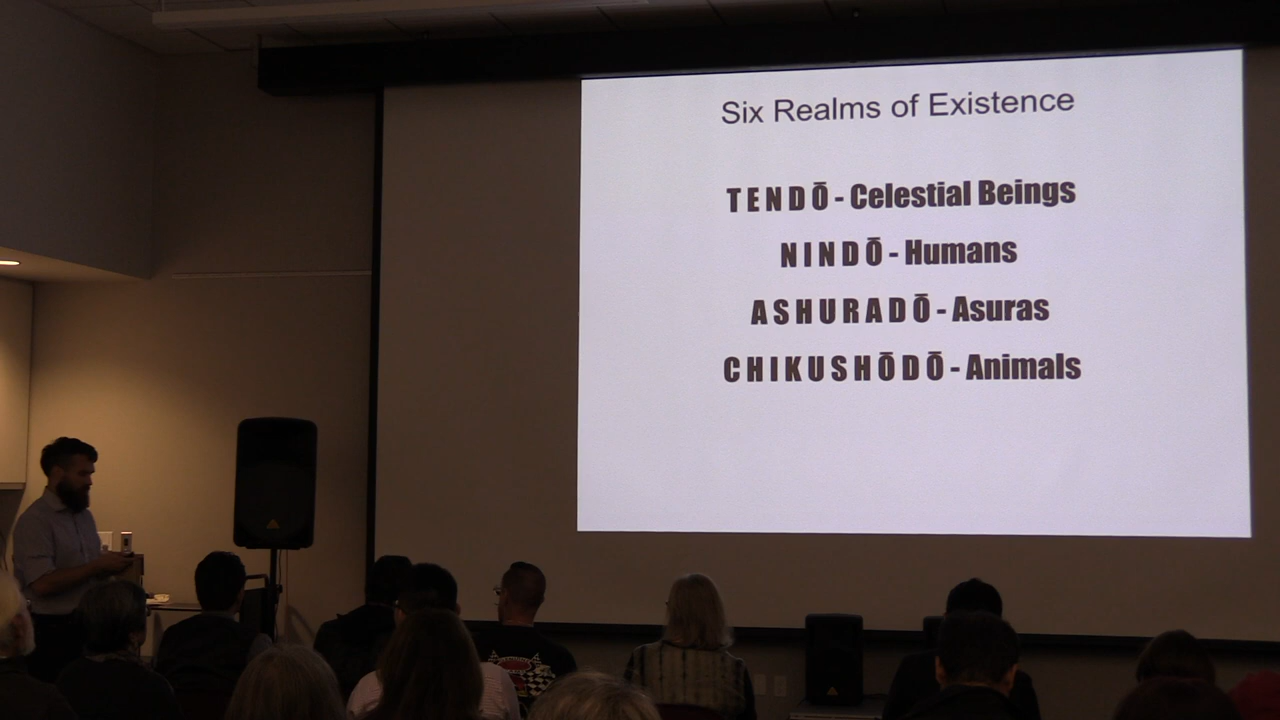 Six Realms of Existence
TENDŌ - Celestial Beings
NINDŌ - Humans
ASHURADŌ - Asuras
CHIKUSHŌDŌ - Animals